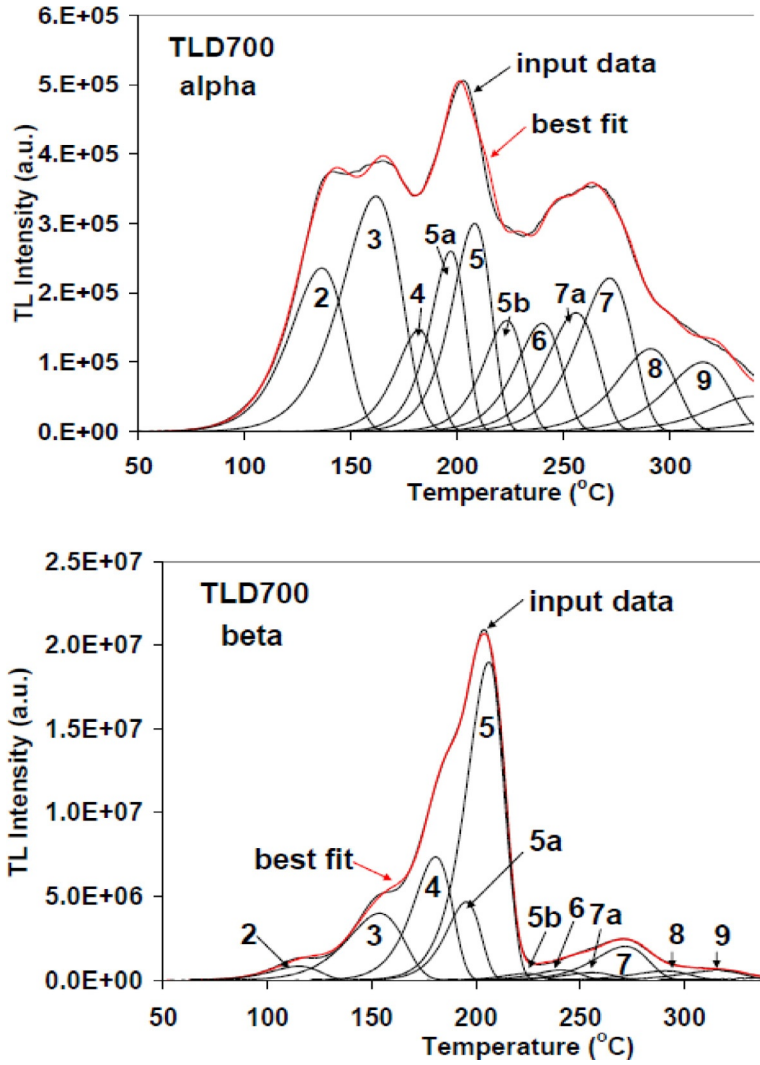 6.E+05
TLD700
alpha
input data
5.E+05
best fit
4.E+05
3.E+05
3
5a
5
2
4
5b
7a
7
2.E+05
6
8
9
1.E+05
0.E+00
50
100
150
200
250
300
TL Intensity (a.u.)
Temperature (°C)
2.5E+07
TLD700
beta
input data
2.0E+07
5
1.5E+07
1.0E+07
best fit
5a
4
5.0E+06
2
3
5b
6
7a
7
8
9
0.0E+00
50
100
150
200
250
300
TL Intensity (a.u.)
Temperature (°C)